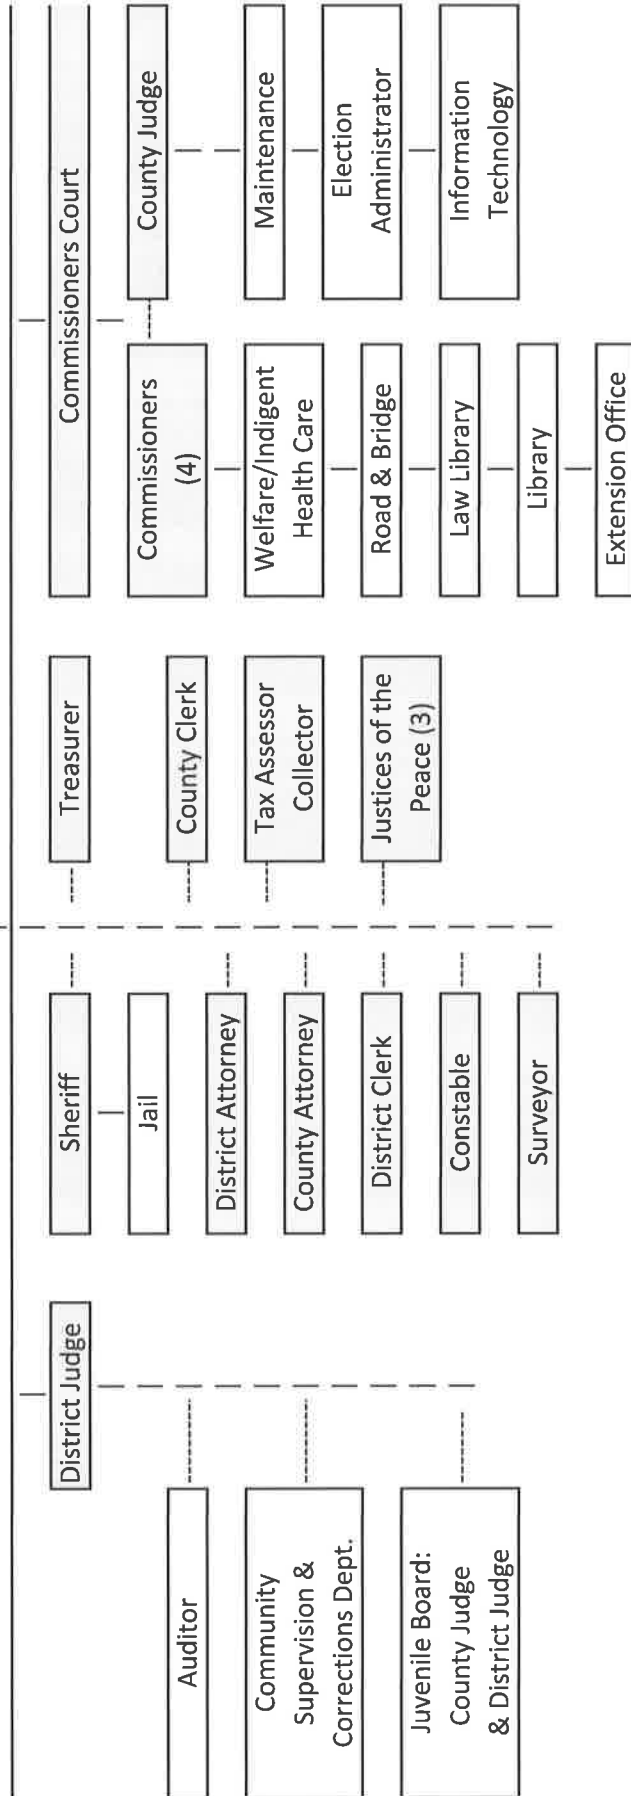 District Judge
Auditor
Community
Supervision &
Corrections Dept.
Juvenile Board:
County Judge
& District Judge
Sheriff
Jail
District Attorney
County Attorney
District Clerk
Constable
Surveyor
Treasurer
County Clerk
Tax Assessor
Collector
Justices of the
Peace (3)
Commissioners Court
Commissioners
(4)
Welfare/Indigent
Health Care
Road & Bridge
Law Library
Library
Extension Office
County Judge
Maintenance
Election
Administrator
Information
Technology